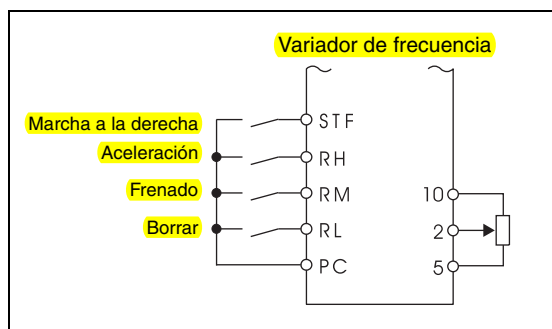 Variador de frecuencia
Marcha a la derecha STF
Aceleración RH
Frenado RM 10
Borrar RL 2
PC 5